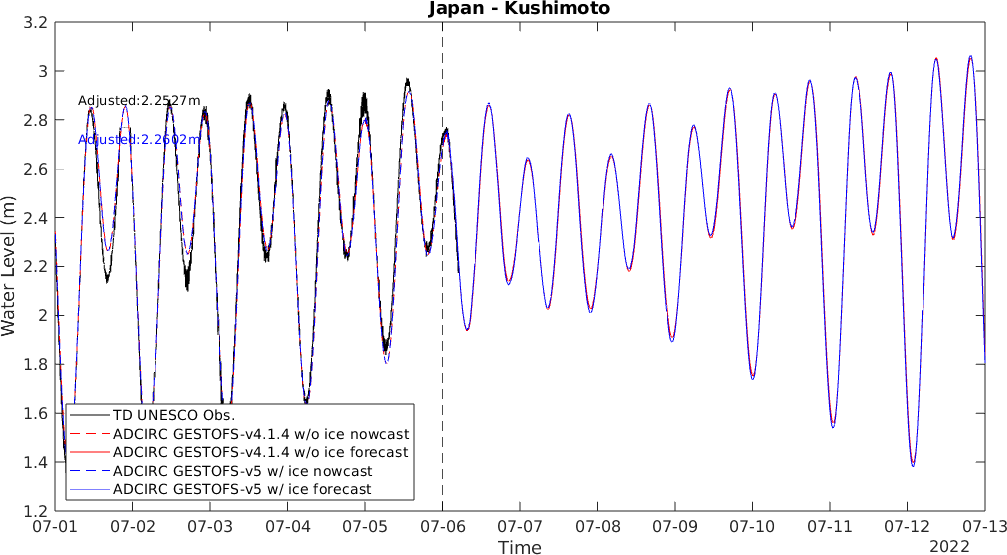 Japan - Kushimoto
3.2
3
2.8
2.6
2.4
2.2
2
1.8
1.6
1.4
1.2
Water Level (m)
Adjusted:2.2527m
Adjusted:2.2602m
TD UNESCO Obs.
ADCIRC GESTOFS-v4.1.4 w/o ice nowcast
ADCIRC GESTOFS-v4.1.4 w/o ice forecast
ADCIRC GESTOFS-v5 w/ ice nowcast
ADCIRC GESTOFS-v5 w/ ice forecast
07-01 07-02 07-03 07-04 07-05 07-06 07-07 07-08 07-09 07-10 07-11 07-12 07-13
2022
Time